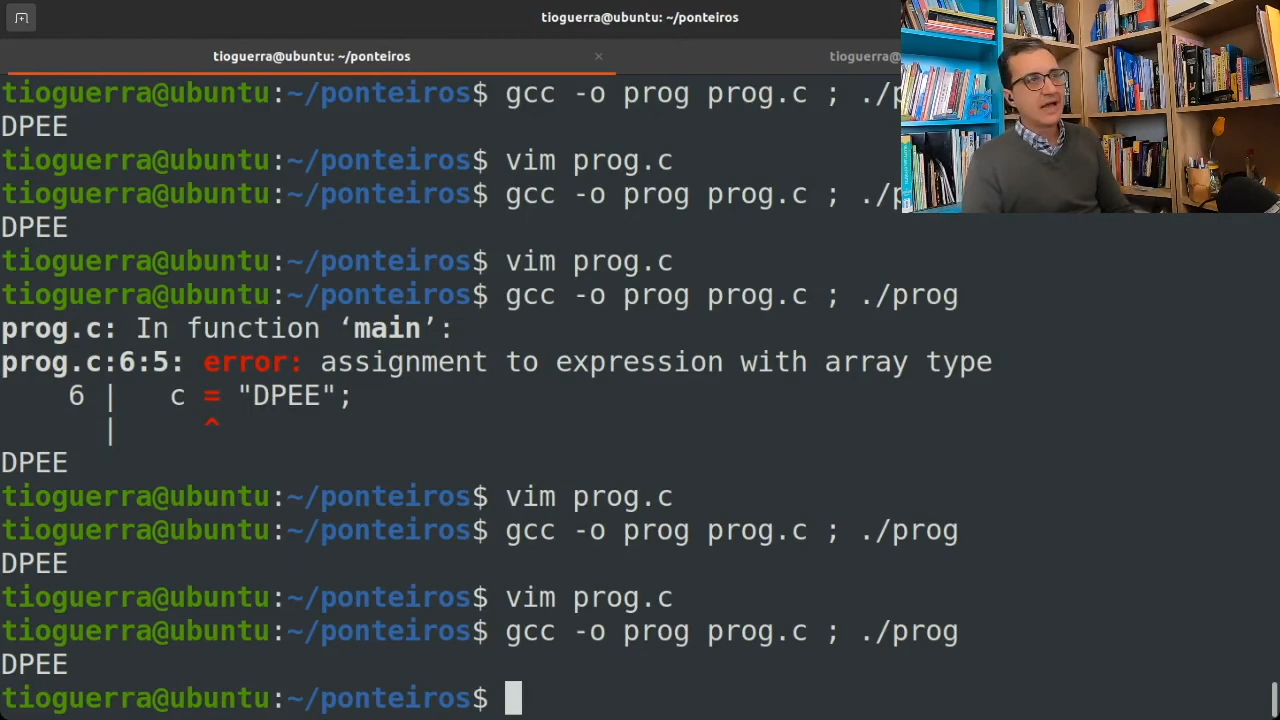 tioguerra@ubuntu: ~/ponteiros
tioguerra@ubuntu: ~/ponteiros ×
tioguerra@
tioguerra@ubuntu:~/ponteiros$ gcc -o prog prog.c ; ./p
DPEE
tioguerra@ubuntu:~/ponteiros$ vim prog.c
tioguerra@ubuntu:~/ponteiros$ gcc -o prog prog.c ; ./p
DPEE
tioguerra@ubuntu:~/ponteiros$ vim prog.c
tioguerra@ubuntu:~/ponteiros$ gcc -o prog prog.c ; ./prog
prog.c: In function ‘main’:
prog.c:6:5: error: assignment to expression with array type
6 | c = "DPEE";
| ^
DPEE
tioguerra@ubuntu:~/ponteiros$ vim prog.c
tioguerra@ubuntu:~/ponteiros$ gcc -o prog prog.c ; ./prog
DPEE
tioguerra@ubuntu:~/ponteiros$ vim prog.c
tioguerra@ubuntu:~/ponteiros$ gcc -o prog prog.c ; ./prog
DPEE
tioguerra@ubuntu:~/ponteiros$